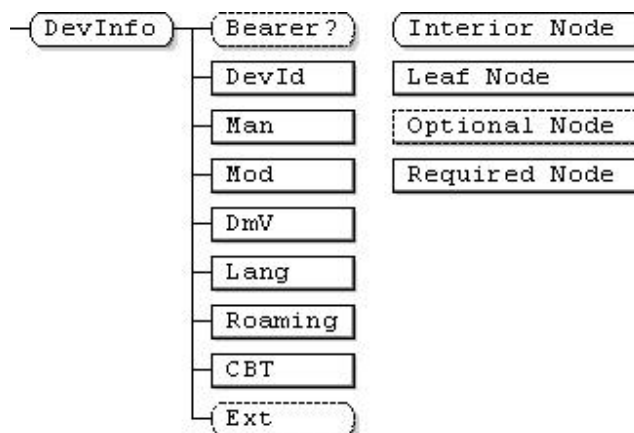 DevInfo
Bearer?
DevId
Man
Mod
DmV
Lang
Roaming
CBT
Ext
Interior Node
Leaf Node
Optional Node
Required Node